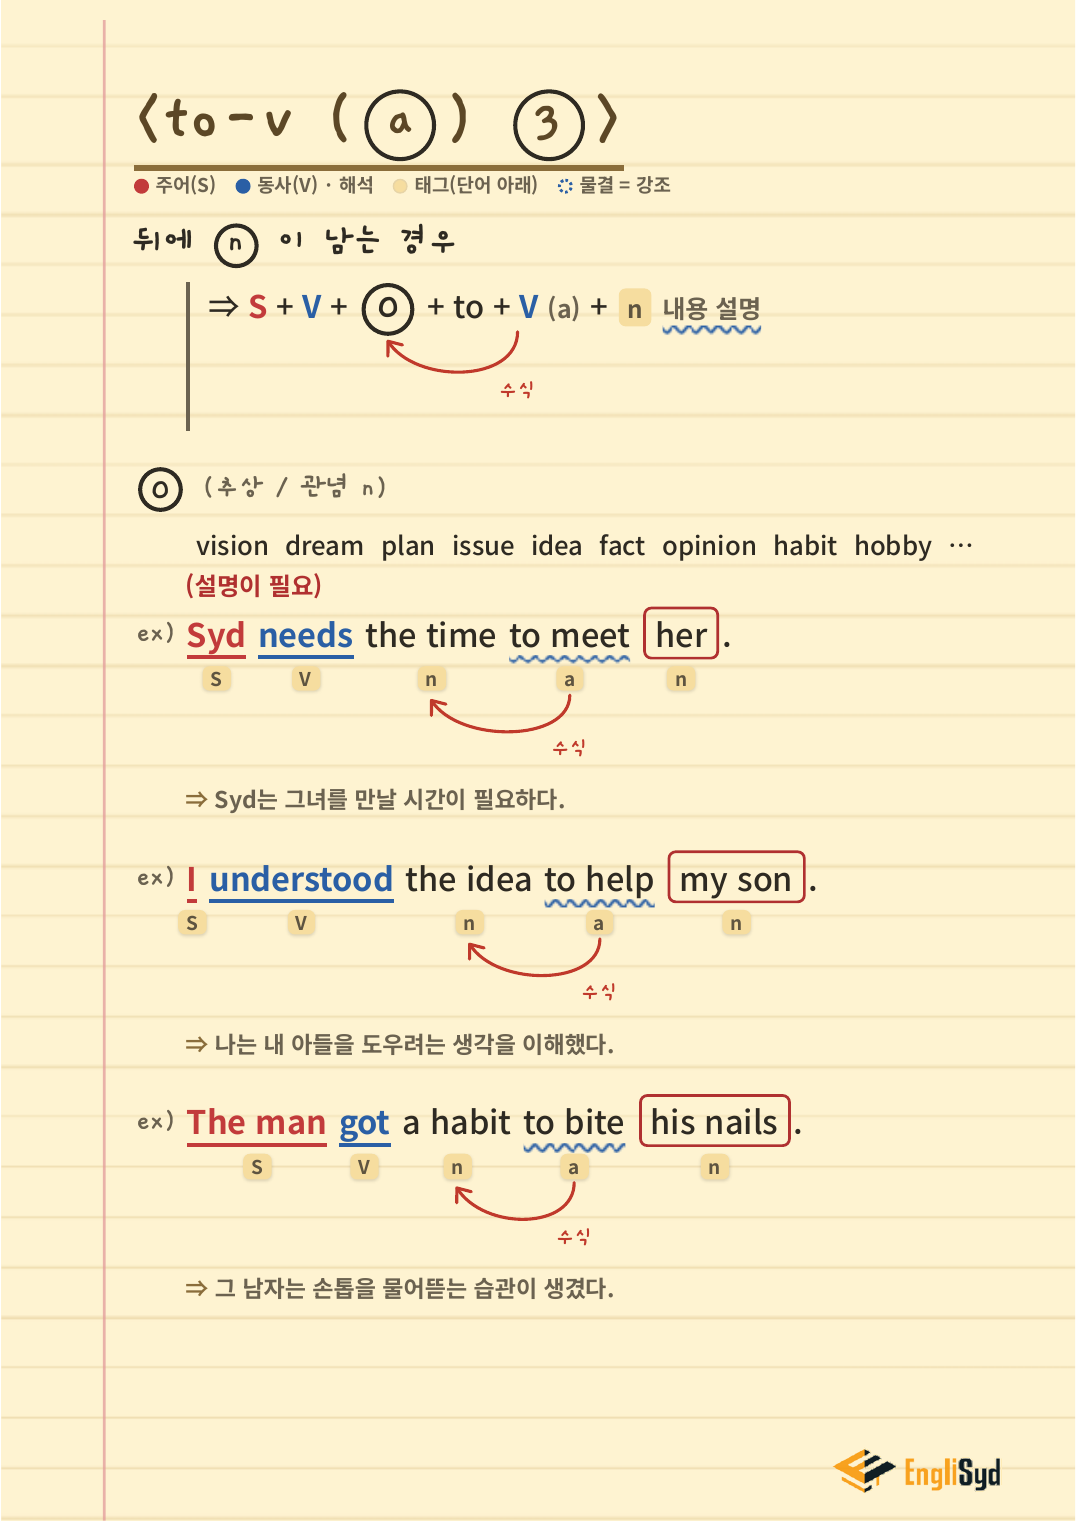 <to-v (a) 3>
주어(S) 동사(V) · 해석 태그(단어 아래) 물결 = 강조
뒤에 n 이 남는 경우
⇒ S + V + O + to + V (a) + n 내용 설명
수식
O (추상 / 관념 n)
vision dream plan issue idea fact opinion habit hobby …
(설명이 필요)
ex) Syd needs the time to meet her.
S V n a n
수식
⇒ Syd는 그녀를 만날 시간이 필요하다.
ex) I understood the idea to help my son.
S V n a n
수식
⇒ 나는 내 아들을 도우려는 생각을 이해했다.
ex) The man got a habit to bite his nails.
S V n a n
수식
⇒ 그 남자는 손톱을 물어뜯는 습관이 생겼다.
EngliSyd